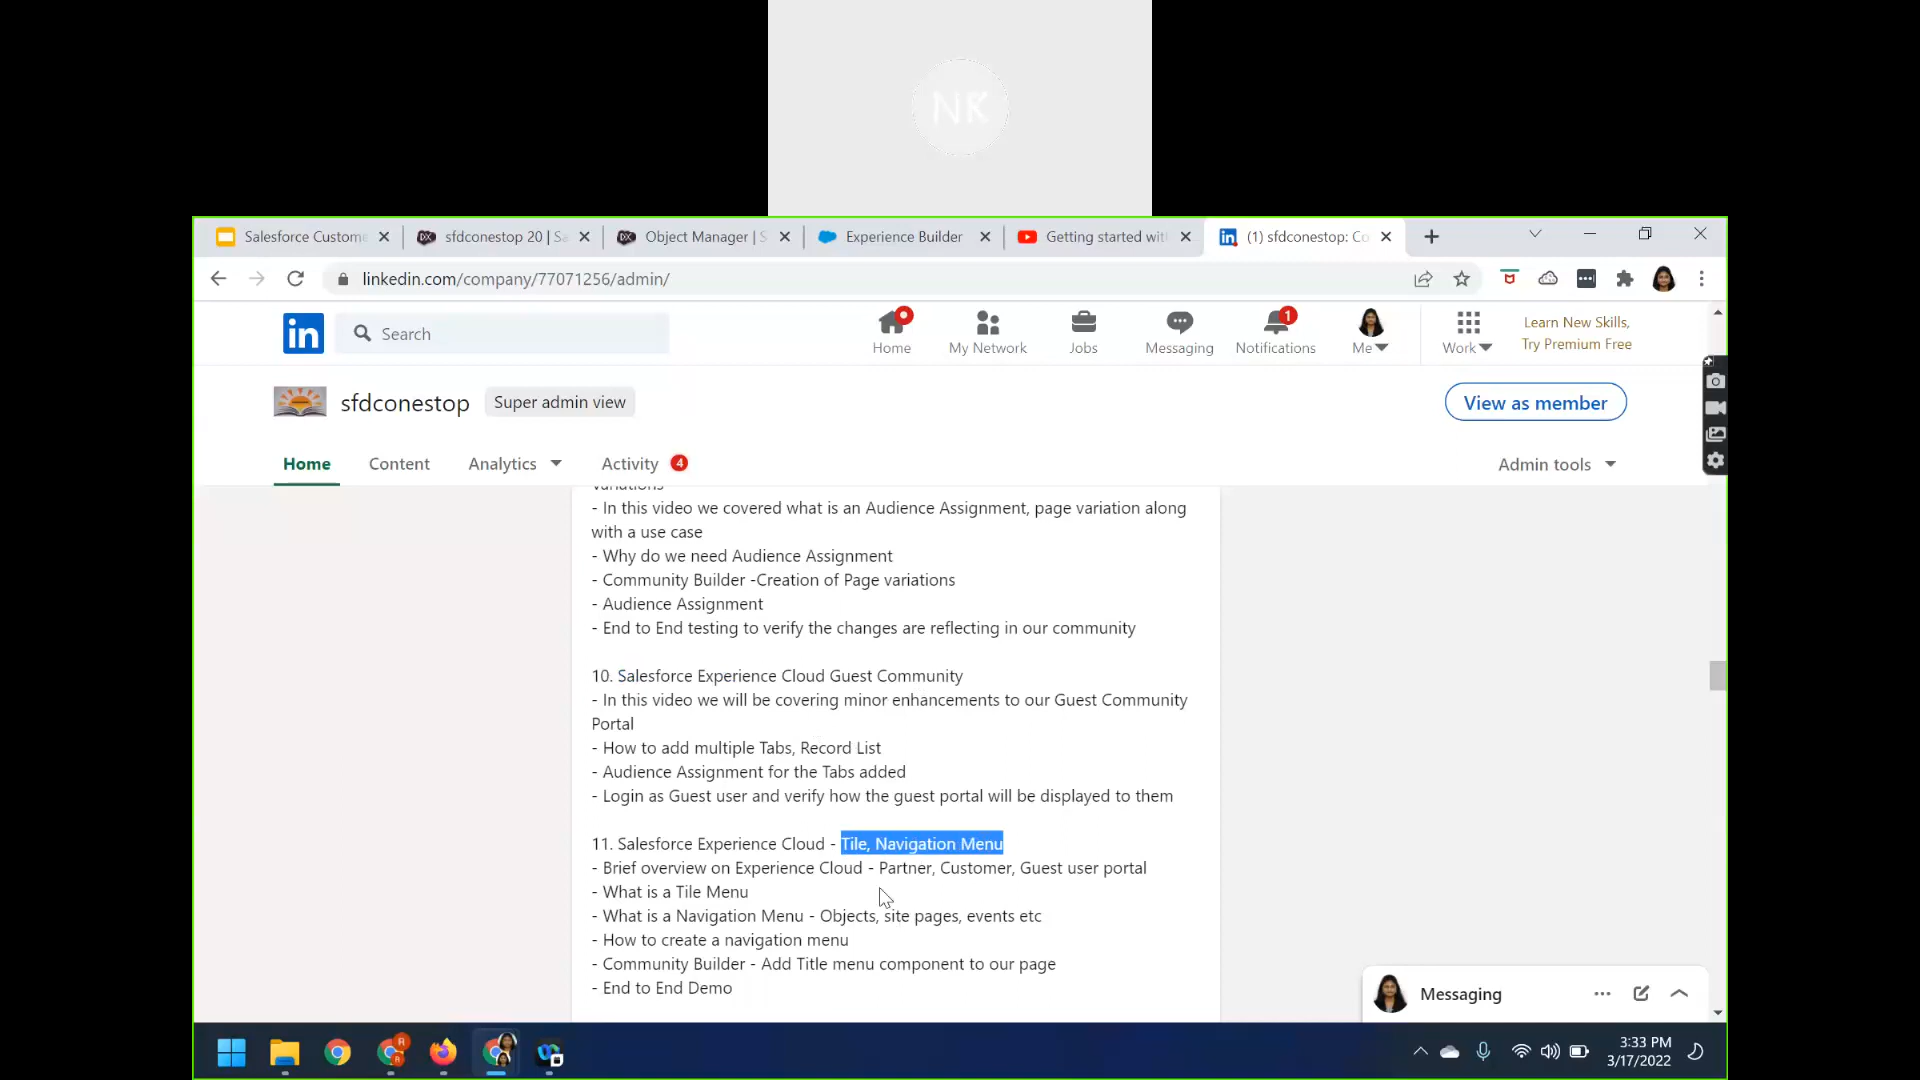 NK
Salesforce Custome
sfdconestop 20 | Sa
Object Manager | S
Experience Builder
Getting started wit
(1) sfdconestop: Co
linkedin.com/company/77071256/admin/
in
Search
Home
My Network
Jobs
Messaging
1
Notifications
Me
Work
Learn New Skills,
Try Premium Free
sfdconestop
Super admin view
View as member
Home
Content
Analytics
Activity
4
Admin tools
variations
- In this video we covered what is an Audience Assignment, page variation along
with a use case
- Why do we need Audience Assignment
- Community Builder -Creation of Page variations
- Audience Assignment
- End to End testing to verify the changes are reflecting in our community
10. Salesforce Experience Cloud Guest Community
- In this video we will be covering minor enhancements to our Guest Community
Portal
- How to add multiple Tabs, Record List
- Audience Assignment for the Tabs added
- Login as Guest user and verify how the guest portal will be displayed to them
11. Salesforce Experience Cloud - Tile, Navigation Menu
- Brief overview on Experience Cloud - Partner, Customer, Guest user portal
- What is a Tile Menu
- What is a Navigation Menu - Objects, site pages, events etc
- How to create a navigation menu
- Community Builder - Add Title menu component to our page
- End to End Demo
Messaging
3:33 PM
3/17/2022